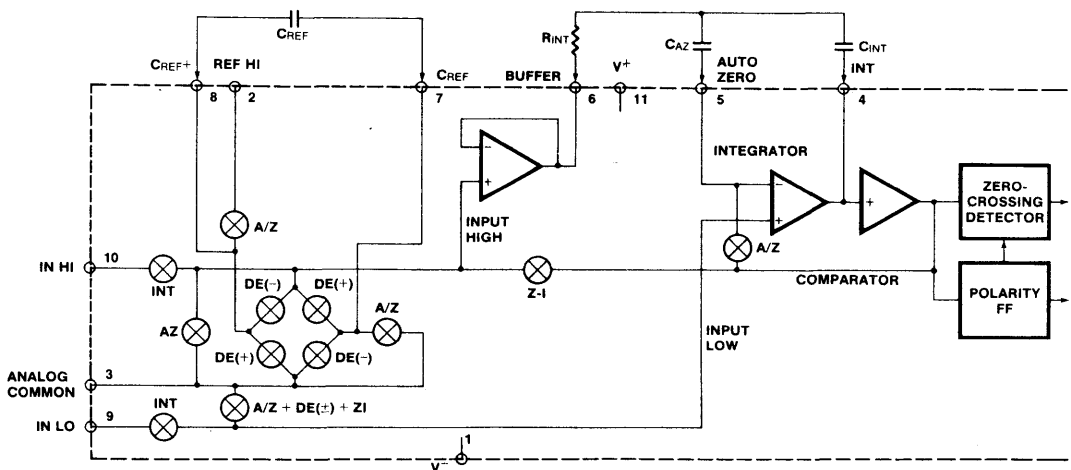 CREF
RINT
CAZ
CINT
CREF+
REF HI
CREF
BUFFER
V+
AUTO
ZERO
INT
8
2
7
6
11
5
4
INTEGRATOR
ZERO-
CROSSING
DETECTOR
A/Z
INPUT
HIGH
A/Z
IN HI
10
INT
Z-I
COMPARATOR
POLARITY
FF
DE(−)
DE(+)
A/Z
AZ
INPUT
LOW
DE(+)
DE(−)
ANALOG
COMMON
3
INT
A/Z + DE(±) + ZI
IN LO
9
1
V−